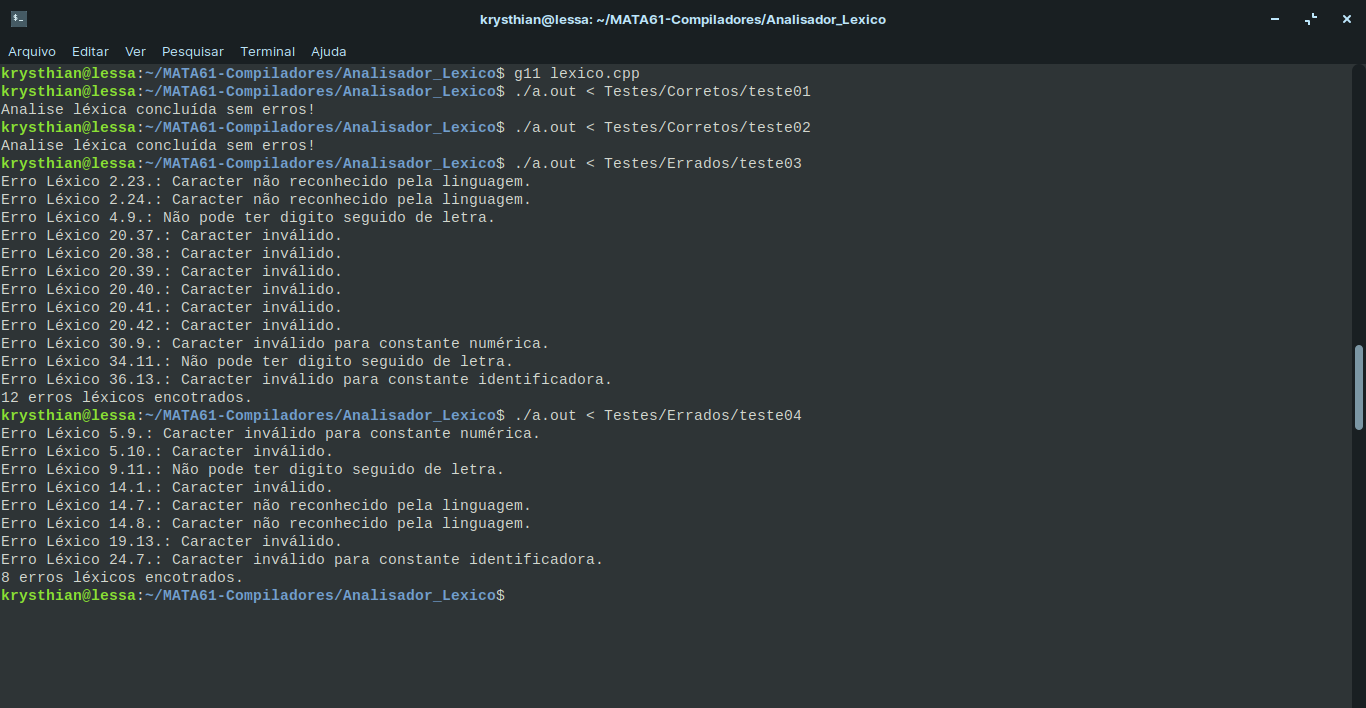 krysthian@lessa: ~/MATA61-Compiladores/Analisador_Lexico
Arquivo Editar Ver Pesquisar Terminal Ajuda
krysthian@lessa:~/MATA61-Compiladores/Analisador_Lexico$ g11 lexico.cpp
krysthian@lessa:~/MATA61-Compiladores/Analisador_Lexico$ ./a.out < Testes/Corretos/teste01
Analise léxica concluída sem erros!
krysthian@lessa:~/MATA61-Compiladores/Analisador_Lexico$ ./a.out < Testes/Corretos/teste02
Analise léxica concluída sem erros!
krysthian@lessa:~/MATA61-Compiladores/Analisador_Lexico$ ./a.out < Testes/Errados/teste03
Erro Léxico 2.23.: Caracter não reconhecido pela linguagem.
Erro Léxico 2.24.: Caracter não reconhecido pela linguagem.
Erro Léxico 4.9.: Não pode ter digito seguido de letra.
Erro Léxico 20.37.: Caracter inválido.
Erro Léxico 20.38.: Caracter inválido.
Erro Léxico 20.39.: Caracter inválido.
Erro Léxico 20.40.: Caracter inválido.
Erro Léxico 20.41.: Caracter inválido.
Erro Léxico 20.42.: Caracter inválido.
Erro Léxico 30.9.: Caracter inválido para constante numérica.
Erro Léxico 34.11.: Não pode ter digito seguido de letra.
Erro Léxico 36.13.: Caracter inválido para constante identificadora.
12 erros léxicos encotrados.
krysthian@lessa:~/MATA61-Compiladores/Analisador_Lexico$ ./a.out < Testes/Errados/teste04
Erro Léxico 5.9.: Caracter inválido para constante numérica.
Erro Léxico 5.10.: Caracter inválido.
Erro Léxico 9.11.: Não pode ter digito seguido de letra.
Erro Léxico 14.1.: Caracter inválido.
Erro Léxico 14.7.: Caracter não reconhecido pela linguagem.
Erro Léxico 14.8.: Caracter não reconhecido pela linguagem.
Erro Léxico 19.13.: Caracter inválido.
Erro Léxico 24.7.: Caracter inválido para constante identificadora.
8 erros léxicos encotrados.
krysthian@lessa:~/MATA61-Compiladores/Analisador_Lexico$